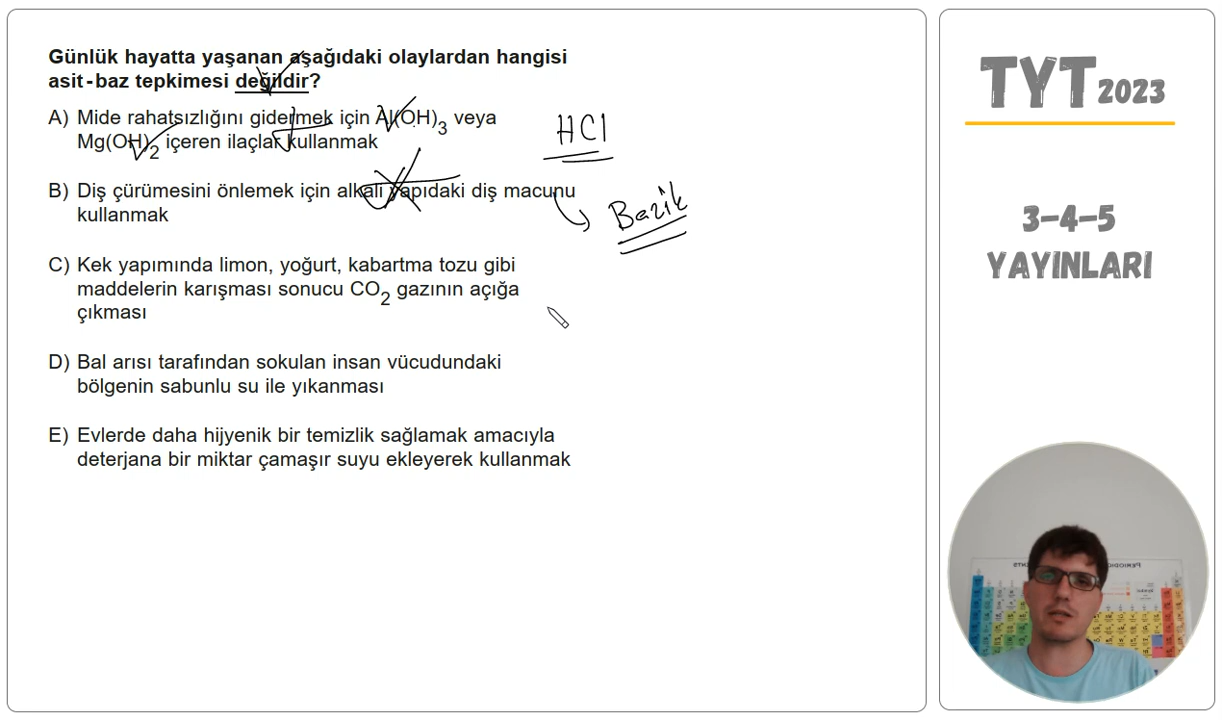 Günlük hayatta yaşanan aşağıdaki olaylardan hangisi
asit-baz tepkimesi değildir?
A) Mide rahatsızlığını gidermek için Al(OH)3 veya
Mg(OH)2 içeren ilaçlar kullanmak
B) Diş çürümesini önlemek için alkali yapıdaki diş macunu
kullanmak
C) Kek yapımında limon, yoğurt, kabartma tozu gibi
maddelerin karışması sonucu CO2 gazının açığa
çıkması
D) Bal arısı tarafından sokulan insan vücudundaki
bölgenin sabunlu su ile yıkanması
E) Evlerde daha hijyenik bir temizlik sağlamak amacıyla
deterjana bir miktar çamaşır suyu ekleyerek kullanmak
HCl
Bazik
TYT 2023
3-4-5
YAYINLARI